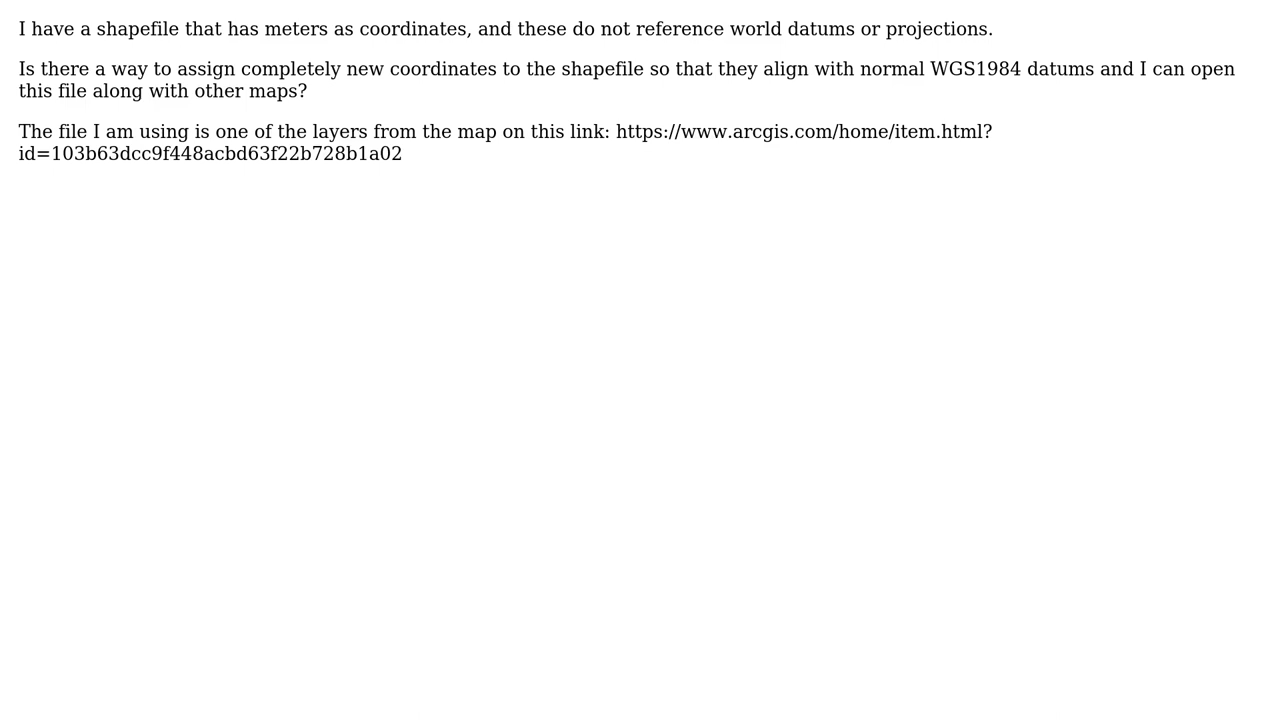 I have a shapefile that has meters as coordinates, and these do not reference world datums or projections.
Is there a way to assign completely new coordinates to the shapefile so that they align with normal WGS1984 datums and I can open
this file along with other maps?
The file I am using is one of the layers from the map on this link: https://www.arcgis.com/home/item.html?
id=103b63dcc9f448acbd63f22b728b1a02